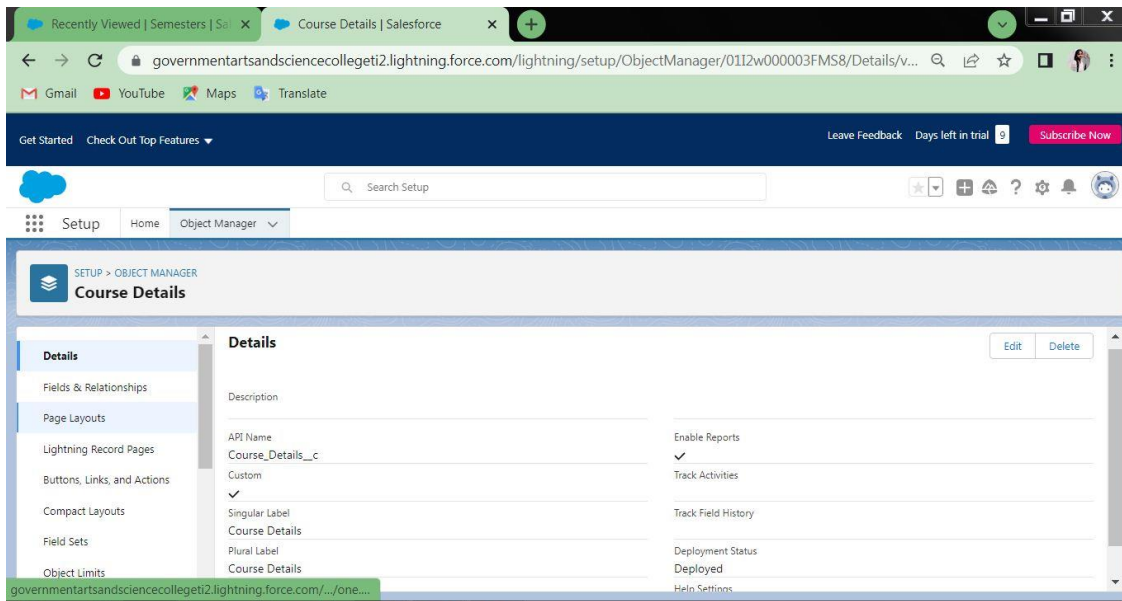 Recently Viewed | Semesters | Sal
Course Details | Salesforce
governmentartsandsciencecollegeti2.lightning.force.com/lightning/setup/ObjectManager/01I2w000003FMS8/Details/v...
Gmail YouTube Maps Translate
Get Started Check Out Top Features Leave Feedback Days left in trial 9 Subscribe Now
Search Setup
Setup Home Object Manager
SETUP > OBJECT MANAGER
Course Details
Details
Fields & Relationships
Page Layouts
Lightning Record Pages
Buttons, Links, and Actions
Compact Layouts
Field Sets
Object Limits
Details Edit Delete
Description
API Name Enable Reports
Course_Details__c
Custom Track Activities
Singular Label Track Field History
Course Details
Plural Label Deployment Status
Course Details Deployed
Help Settings
governmentartsandsciencecollegeti2.lightning.force.com/.../one....